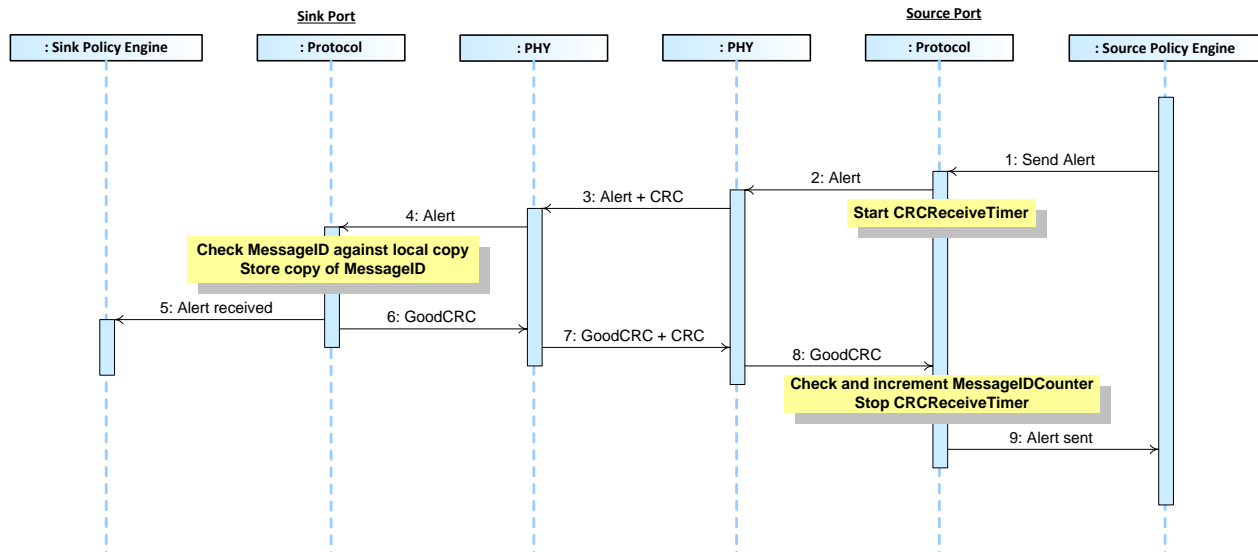 Sink Port
Source Port
: Sink Policy Engine
: Protocol
: PHY
: PHY
: Protocol
: Source Policy Engine
1: Send Alert
2: Alert
3: Alert + CRC
Start CRCReceiveTimer
4: Alert
Check MessageID against local copy
Store copy of MessageID
5: Alert received
6: GoodCRC
7: GoodCRC + CRC
8: GoodCRC
Check and increment MessageIDCounter
Stop CRCReceiveTimer
9: Alert sent